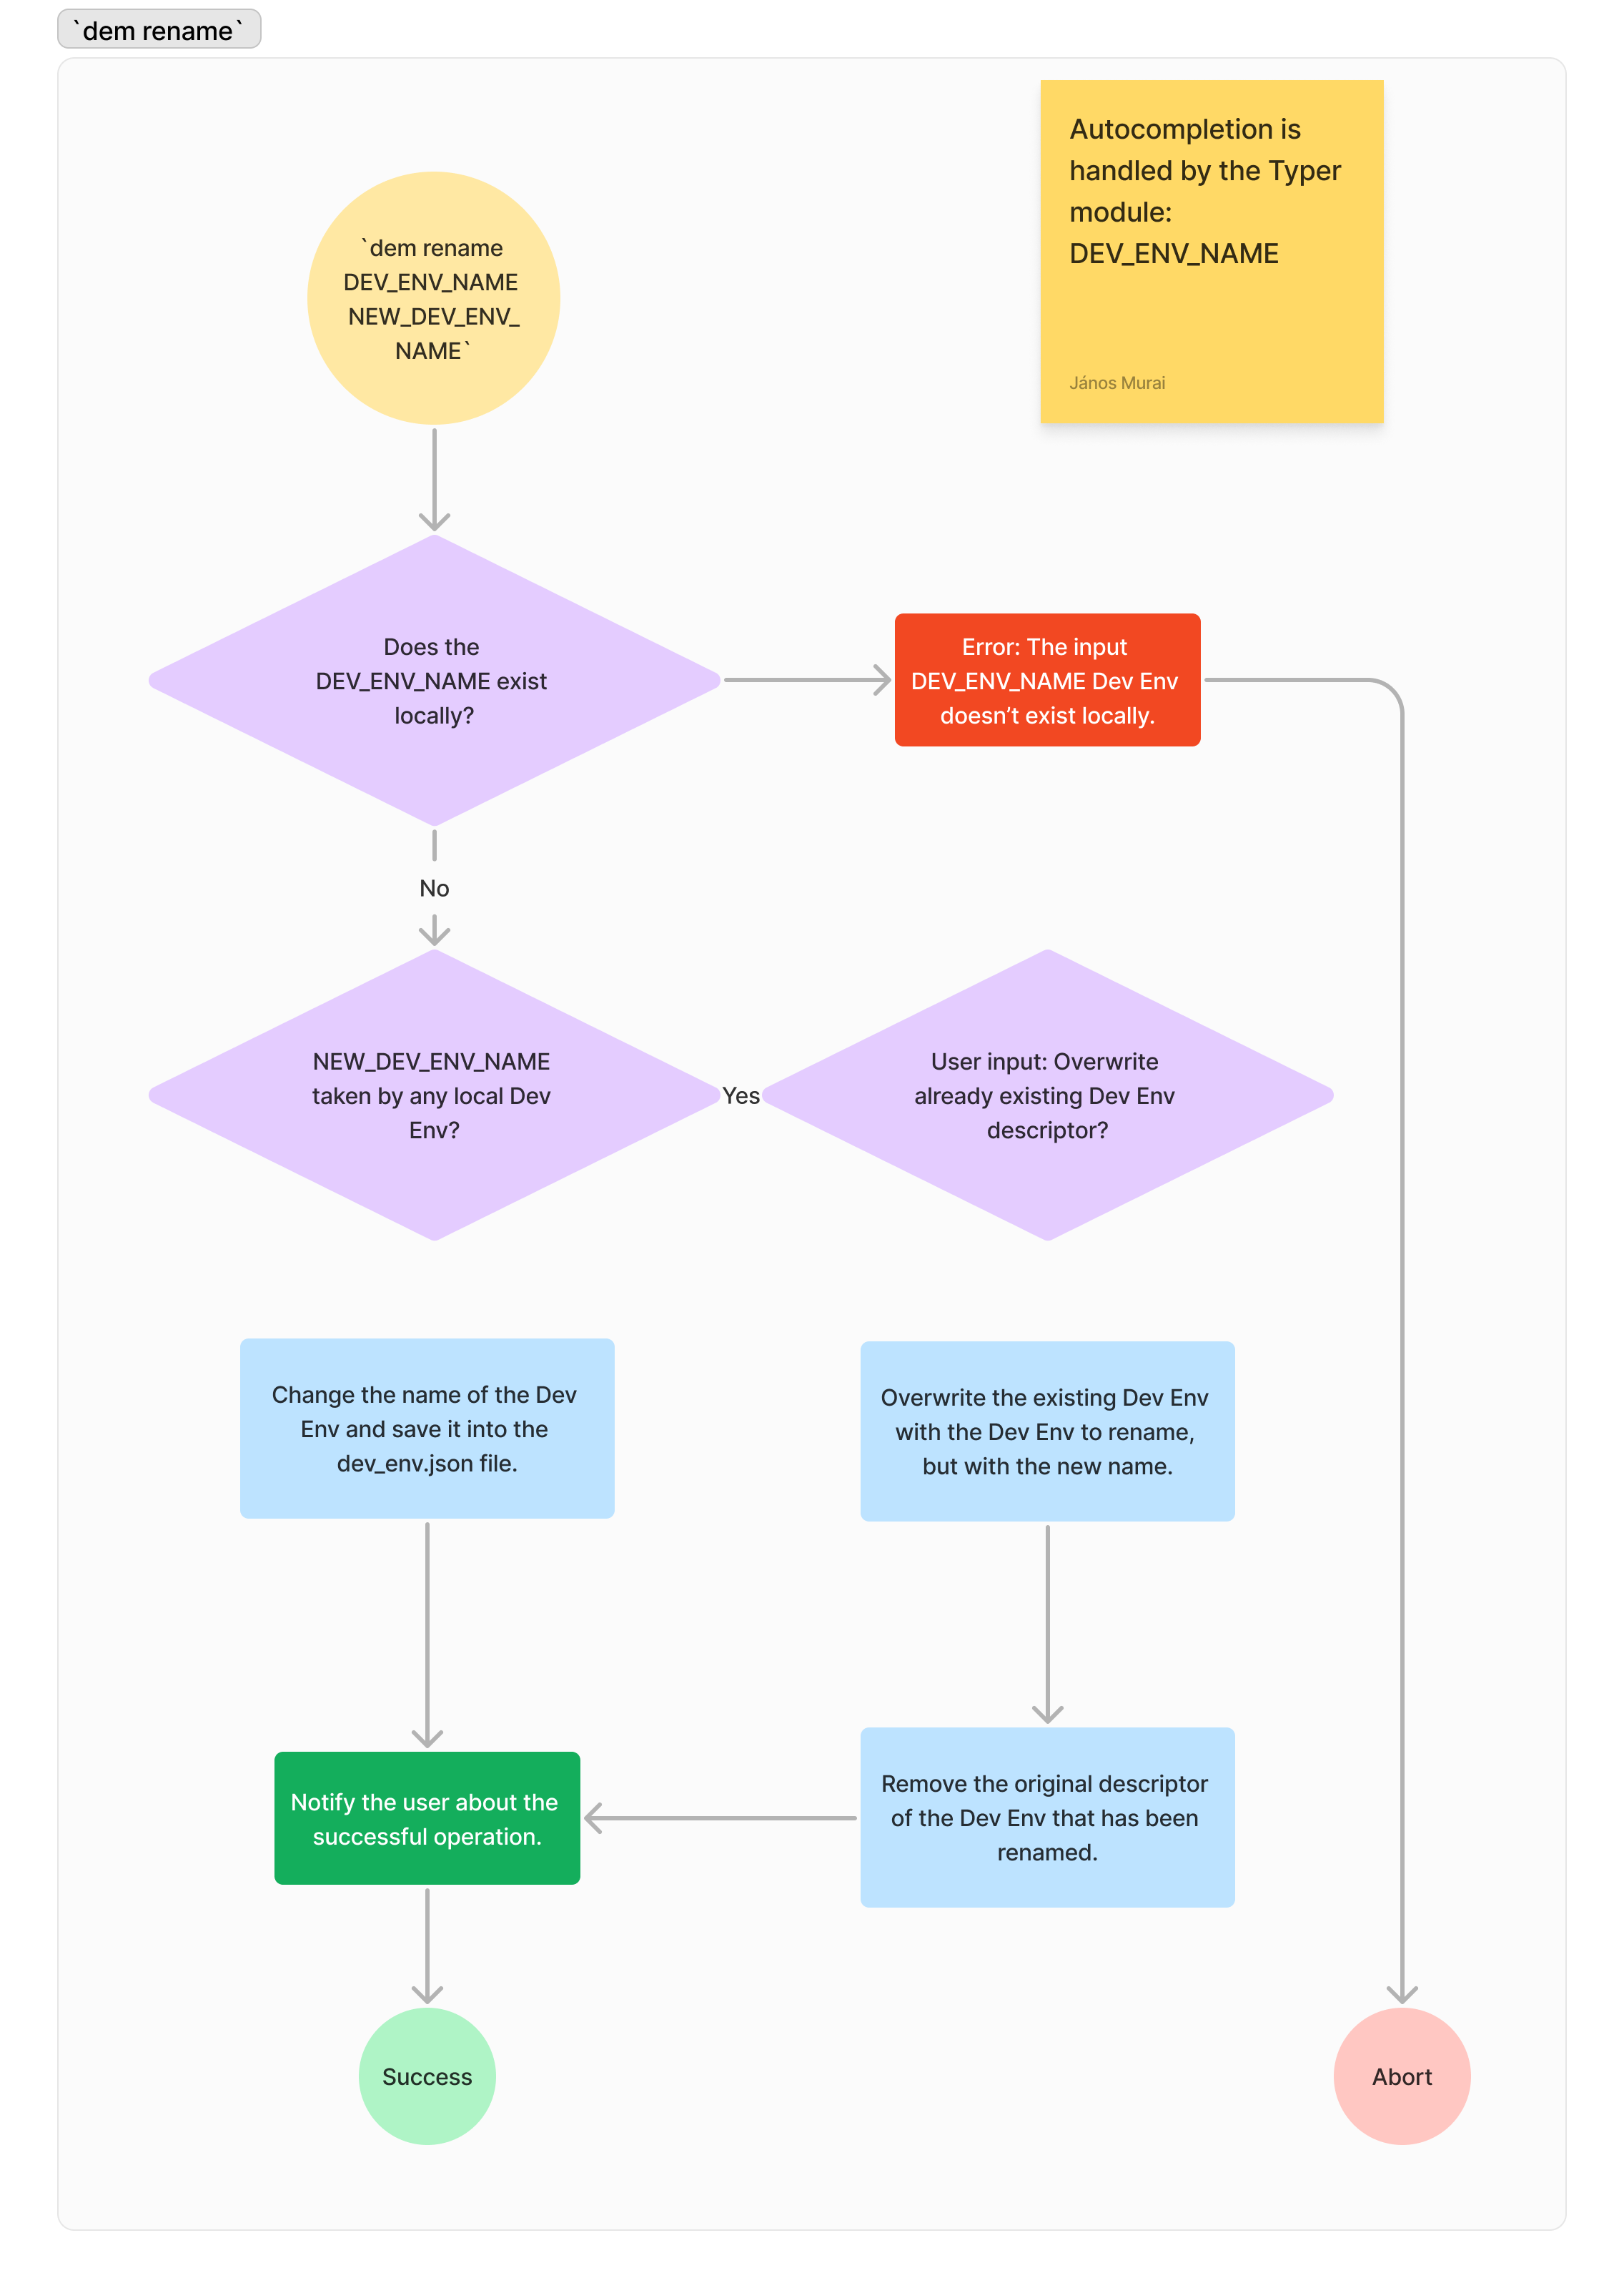 `dem rename`
Autocompletion is
handled by the Typer
module:
DEV_ENV_NAME
János Murai
`dem rename
DEV_ENV_NAME
NEW_DEV_ENV_
NAME`
Does the
DEV_ENV_NAME exist
locally?
Error: The input
DEV_ENV_NAME Dev Env
doesn’t exist locally.
No
NEW_DEV_ENV_NAME
taken by any local Dev
Env?
Yes
User input: Overwrite
already existing Dev Env
descriptor?
Change the name of the Dev
Env and save it into the
dev_env.json file.
Overwrite the existing Dev Env
with the Dev Env to rename,
but with the new name.
Notify the user about the
successful operation.
Remove the original descriptor
of the Dev Env that has been
renamed.
Success
Abort